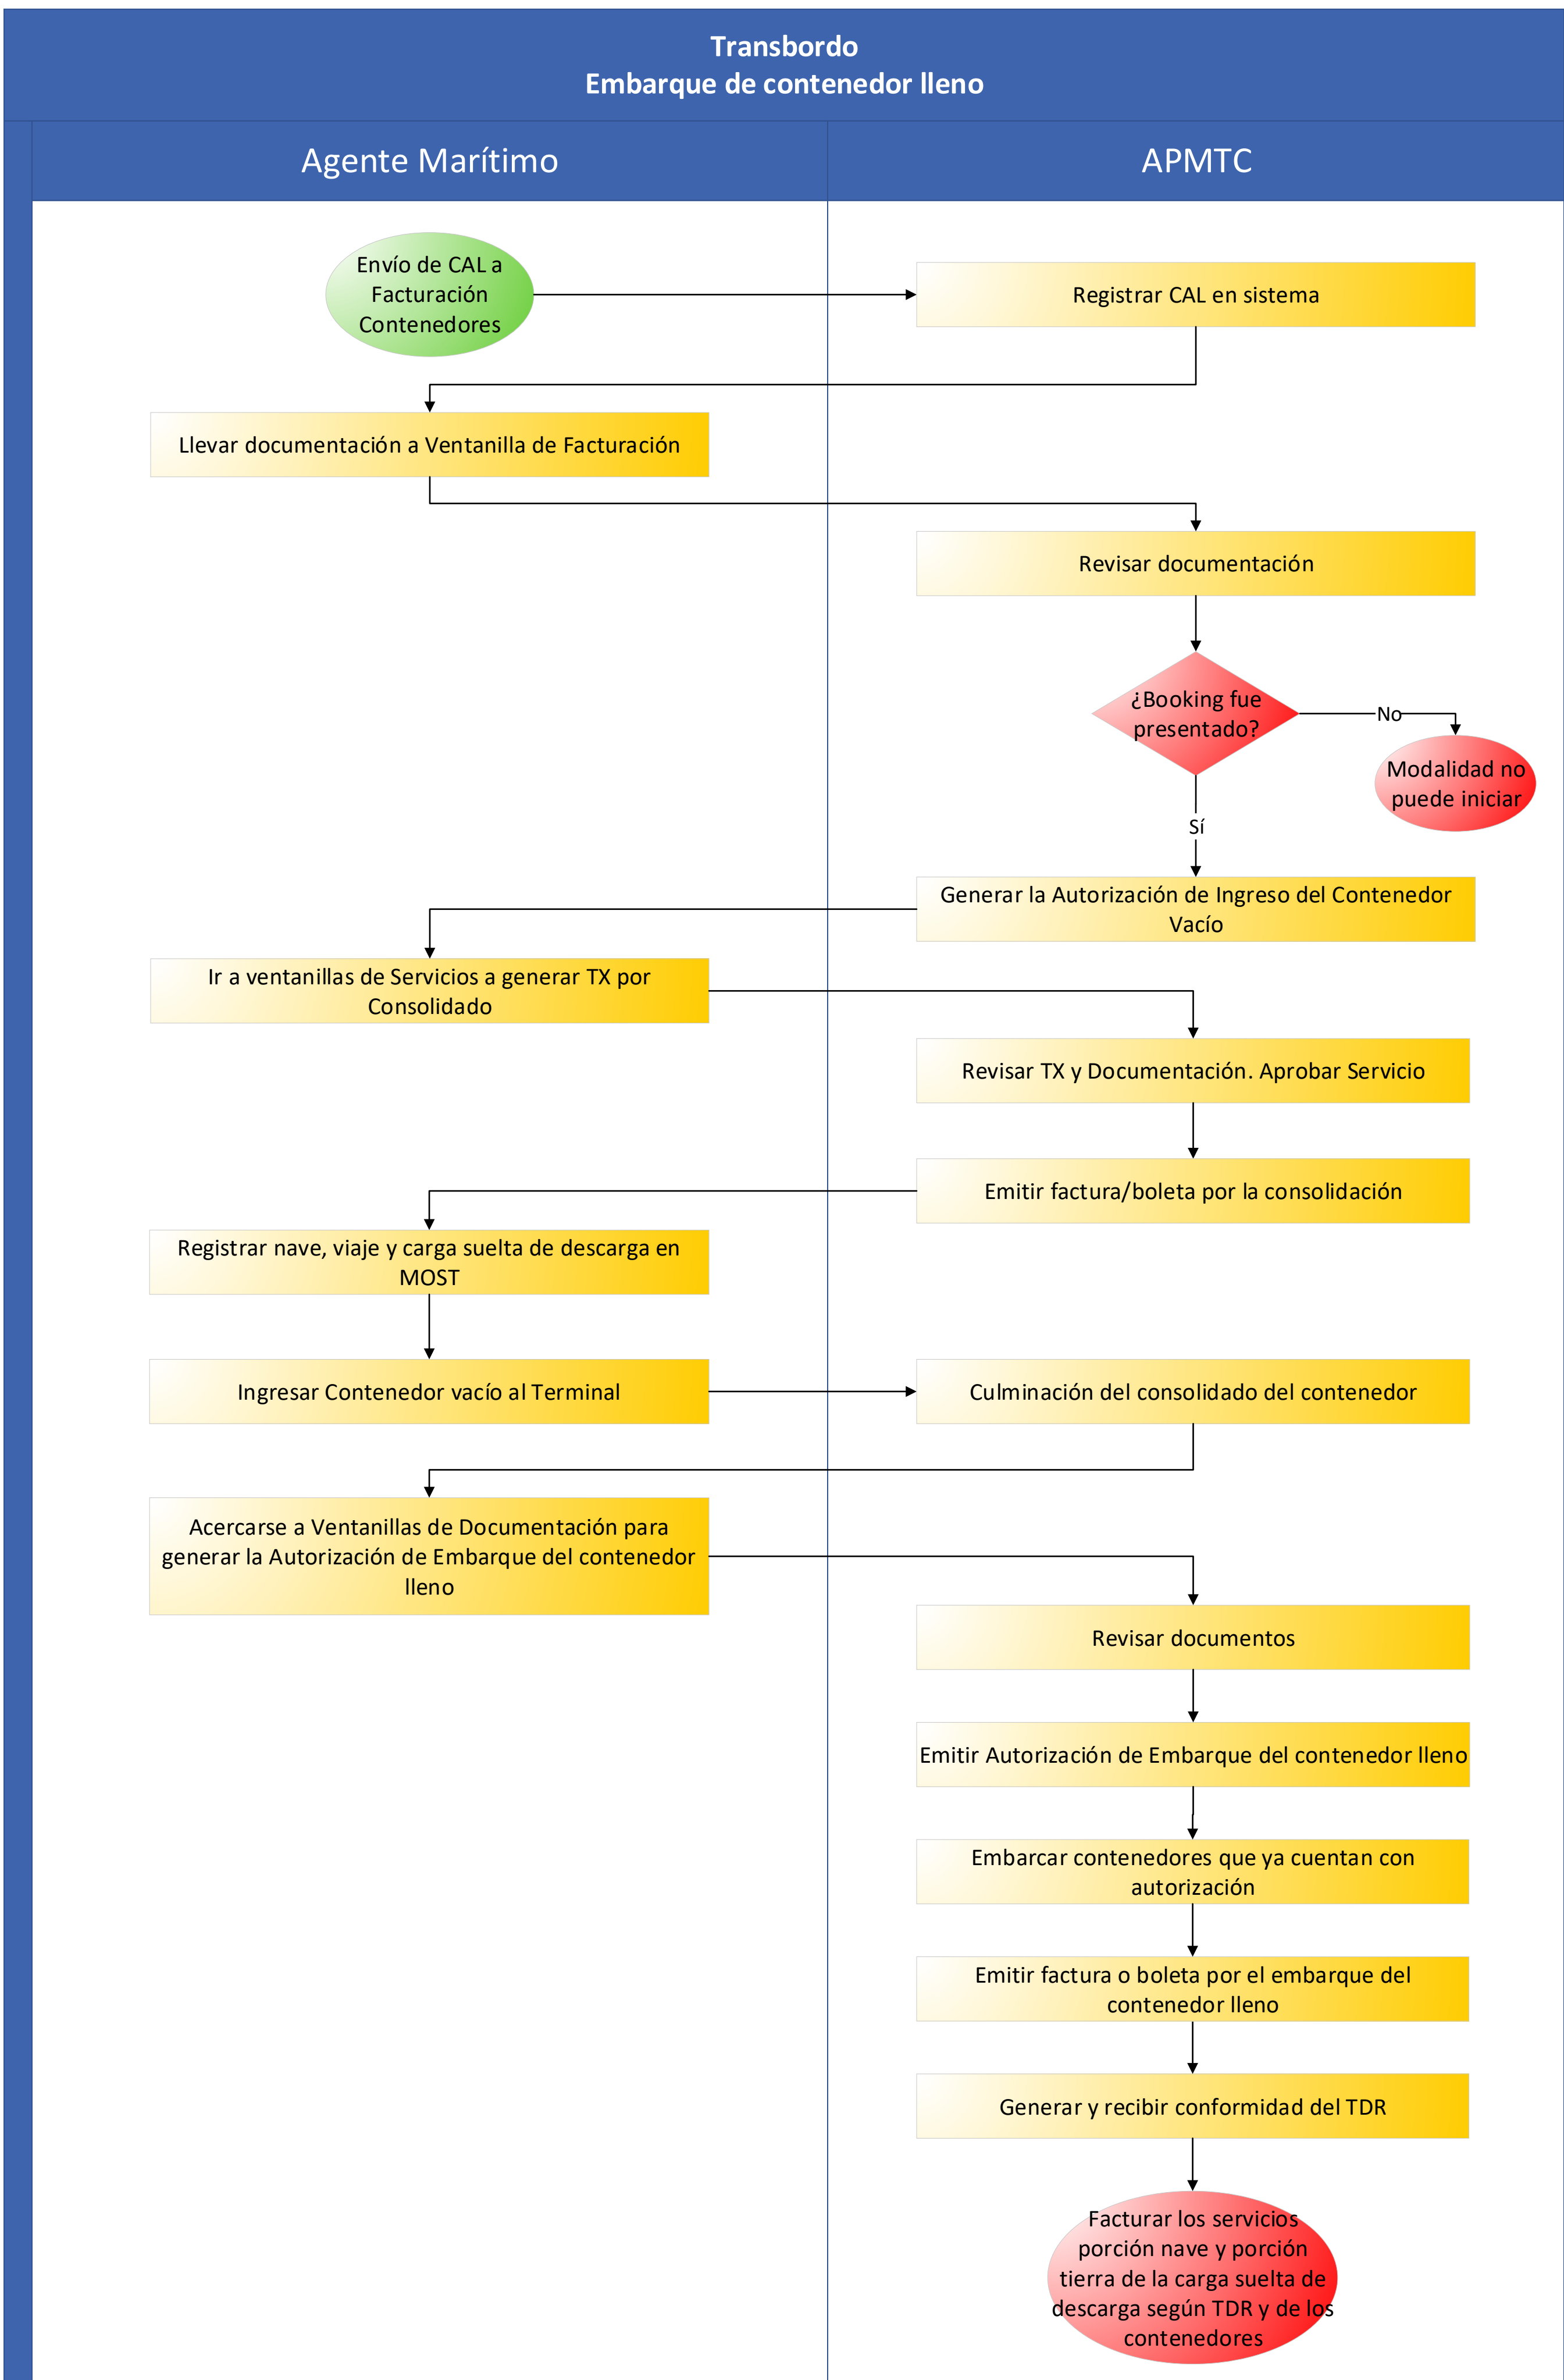 Transbordo
Embarque de contenedor lleno
Agente Marítimo
APMTC
Envío de CAL a
Facturación
Contenedores
Registrar CAL en sistema
Llevar documentación a Ventanilla de Facturación
Revisar documentación
¿Booking fue
presentado?
No
Modalidad no
puede iniciar
Sí
Generar la Autorización de Ingreso del Contenedor
Vacío
Ir a ventanillas de Servicios a generar TX por
Consolidado
Revisar TX y Documentación. Aprobar Servicio
Emitir factura/boleta por la consolidación
Registrar nave, viaje y carga suelta de descarga en
MOST
Ingresar Contenedor vacío al Terminal
Culminación del consolidado del contenedor
Acercarse a Ventanillas de Documentación para
generar la Autorización de Embarque del contenedor
lleno
Revisar documentos
Emitir Autorización de Embarque del contenedor lleno
Embarcar contenedores que ya cuentan con
autorización
Emitir factura o boleta por el embarque del
contenedor lleno
Generar y recibir conformidad del TDR
Facturar los servicios
porción nave y porción
tierra de la carga suelta de
descarga según TDR y de los
contenedores